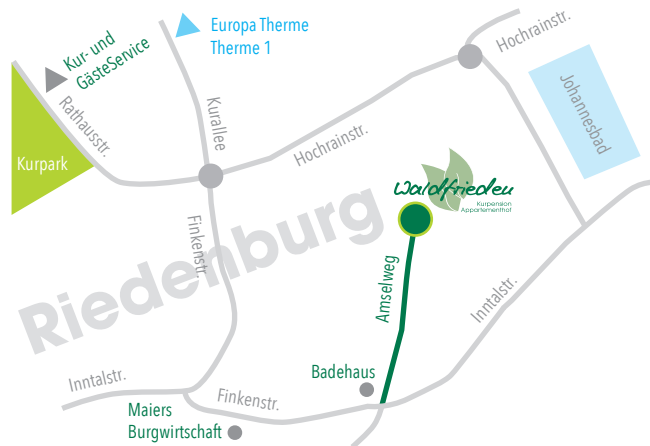 Europa Therme
Therme 1
Kur- und
GästeService
Hochrainstr.
Johannesbad
Rathausstr.
Kurallee
Hochrainstr.
Kurpark
Waldfrieden
Kurpension
Appartementhof
Riedenburg
Finkenstr.
Amselweg
Inntalstr.
Inntalstr.
Badehaus
Finkenstr.
Maiers
Burgwirtschaft